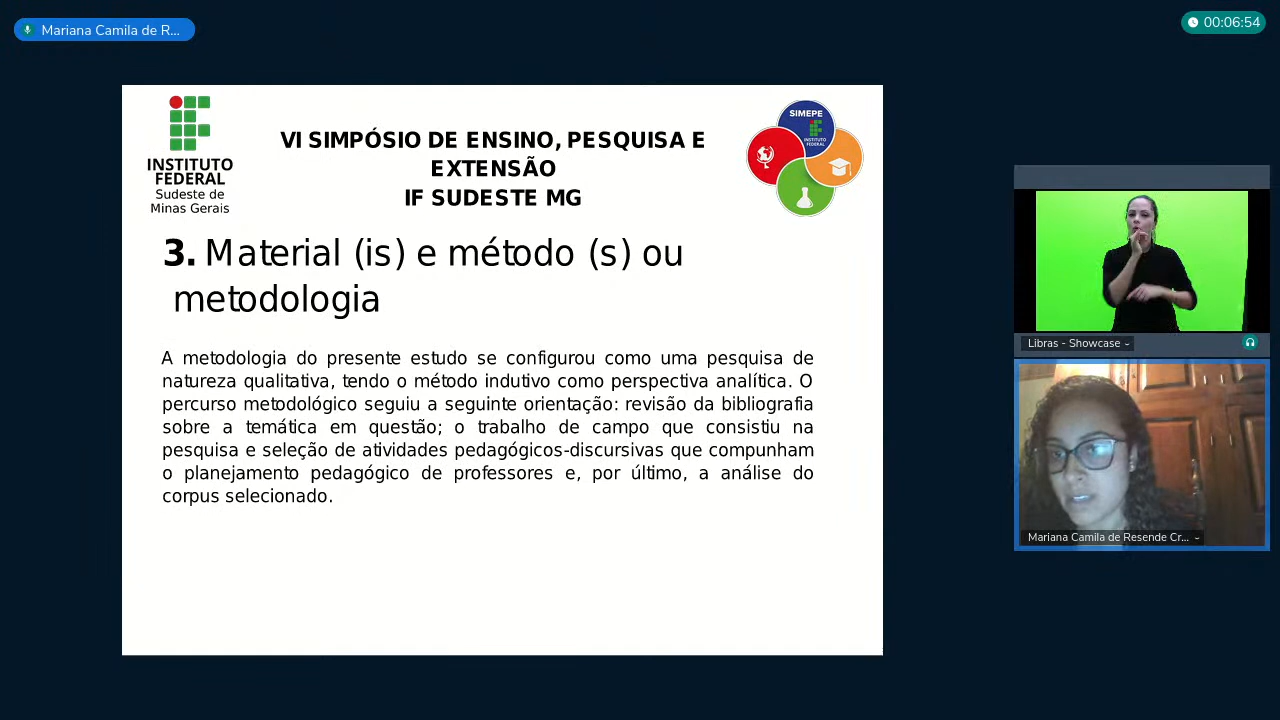 Mariana Camila de R...
00:06:54
INSTITUTO
FEDERAL
Sudeste de
Minas Gerais
VI SIMPÓSIO DE ENSINO, PESQUISA E
EXTENSÃO
IF SUDESTE MG
SIMEPE
INSTITUTO
FEDERAL
3. Material (is) e método (s) ou
metodologia
A metodologia do presente estudo se configurou como uma pesquisa de
natureza qualitativa, tendo o método indutivo como perspectiva analítica. O
percurso metodológico seguiu a seguinte orientação: revisão da bibliografia
sobre a temática em questão; o trabalho de campo que consistiu na
pesquisa e seleção de atividades pedagógicos-discursivas que compunham
o planejamento pedagógico de professores e, por último, a análise do
corpus selecionado.
Libras - Showcase
Mariana Camila de Resende Cr...